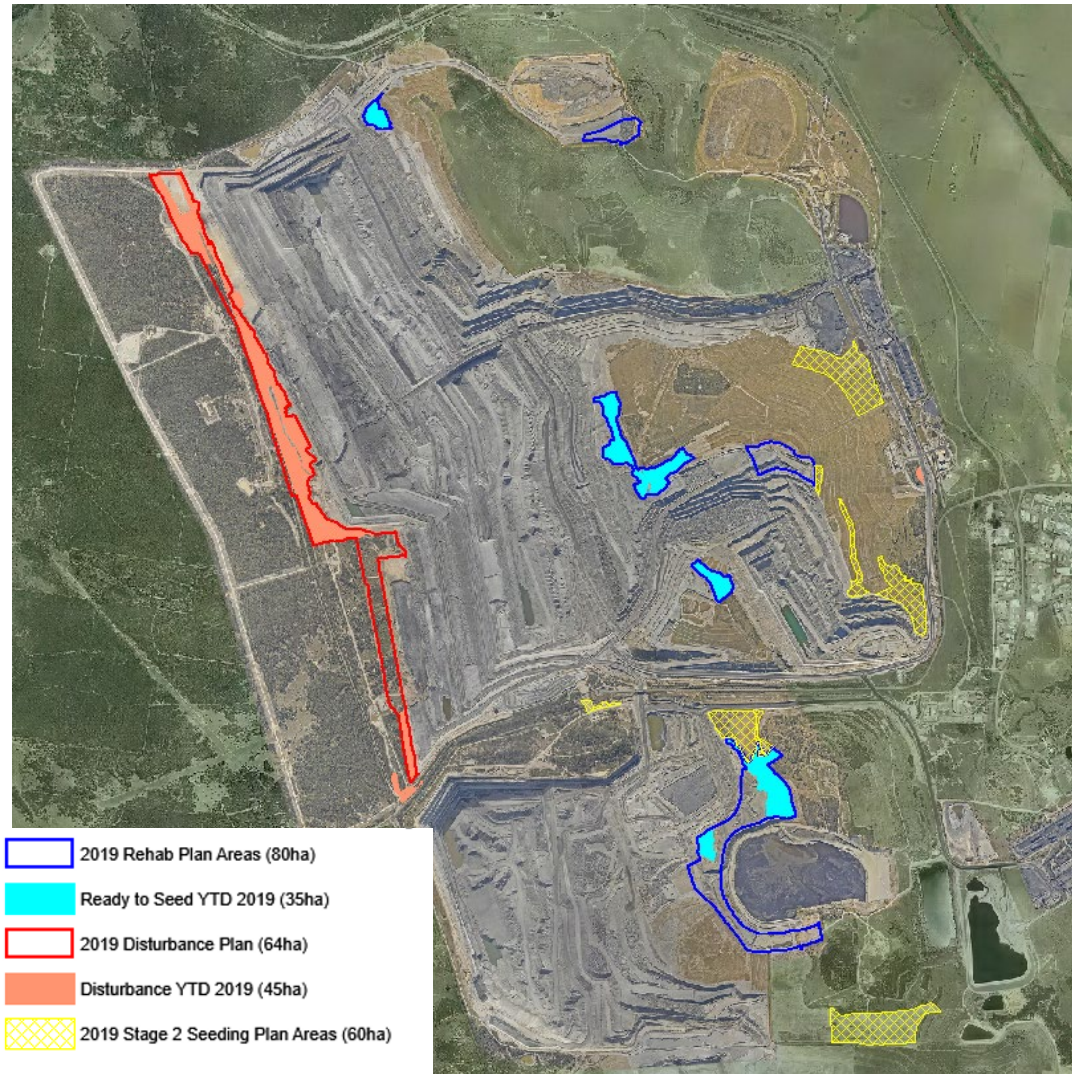 2019 Rehab Plan Areas (80ha)
Ready to Seed YTD 2019 (35ha)
2019 Disturbance Plan (64ha)
Disturbance YTD 2019 (45ha)
2019 Stage 2 Seeding Plan Areas (60ha)